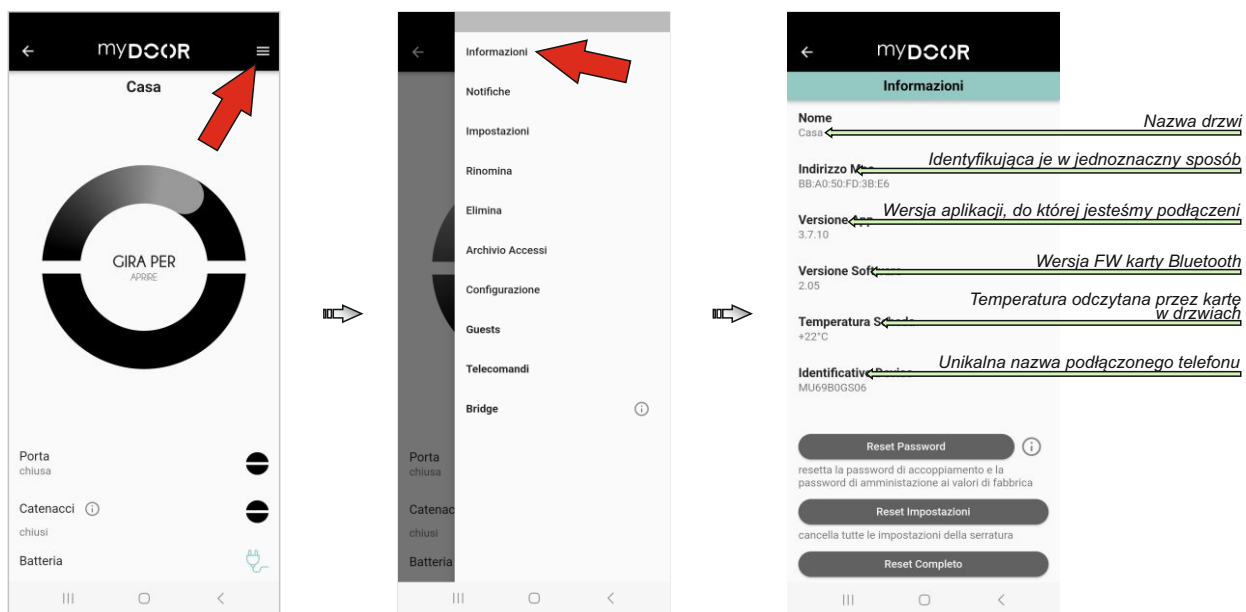 myDOOR
Casa
GIRA PER
APRIRE
Porta
chiusa
Catenacci
chiusi
Batteria
Informazioni
Notifiche
Impostazioni
Rinomina
Elimina
Archivio Accessi
Configurazione
Guests
Telecomandi
Bridge
Porta
chiusa
Catenac
chiusi
Batteria
myDOOR
Informazioni
Nome
Casa
Nazwa drzwi
Indirizzo
Identyfikująca je w jednoznaczny sposób
BB:A0:50:FD:3B:E6
Versione
Wersja aplikacji, do której jesteśmy podłączeni
3.7.10
Versione
Wersja FW karty Bluetooth
2.05
Temperatura odczytana przez kartę
w drzwiach
Temperatura
+22°C
Unikalna nazwa podłączonego telefonu
MU69B0GS06
Reset Password
resetta la password di accoppiamento e la
password di amministazione ai valori di fabbrica
Reset Impostazioni
cancella tutte le impostazioni della serratura
Reset Completo